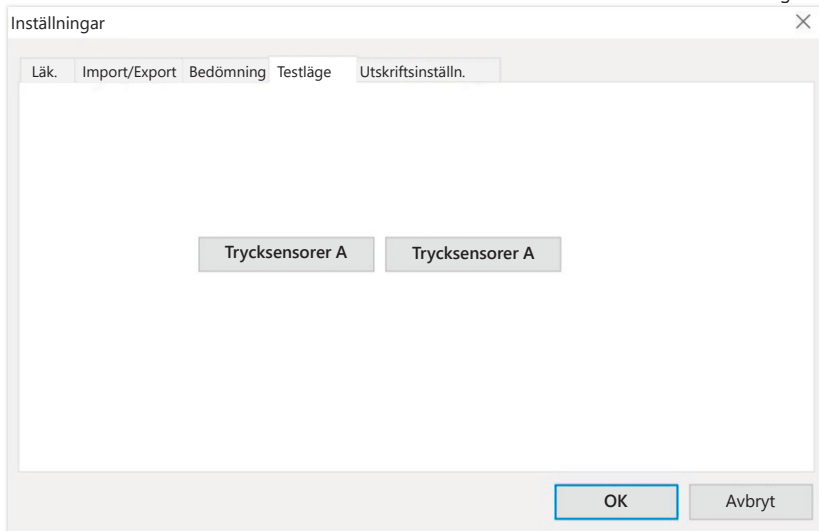 Inställningar
Läk. Import/Export Bedömning Testläge Utskriftsinställn.
Trycksensorer A Trycksensorer A
OK Avbryt